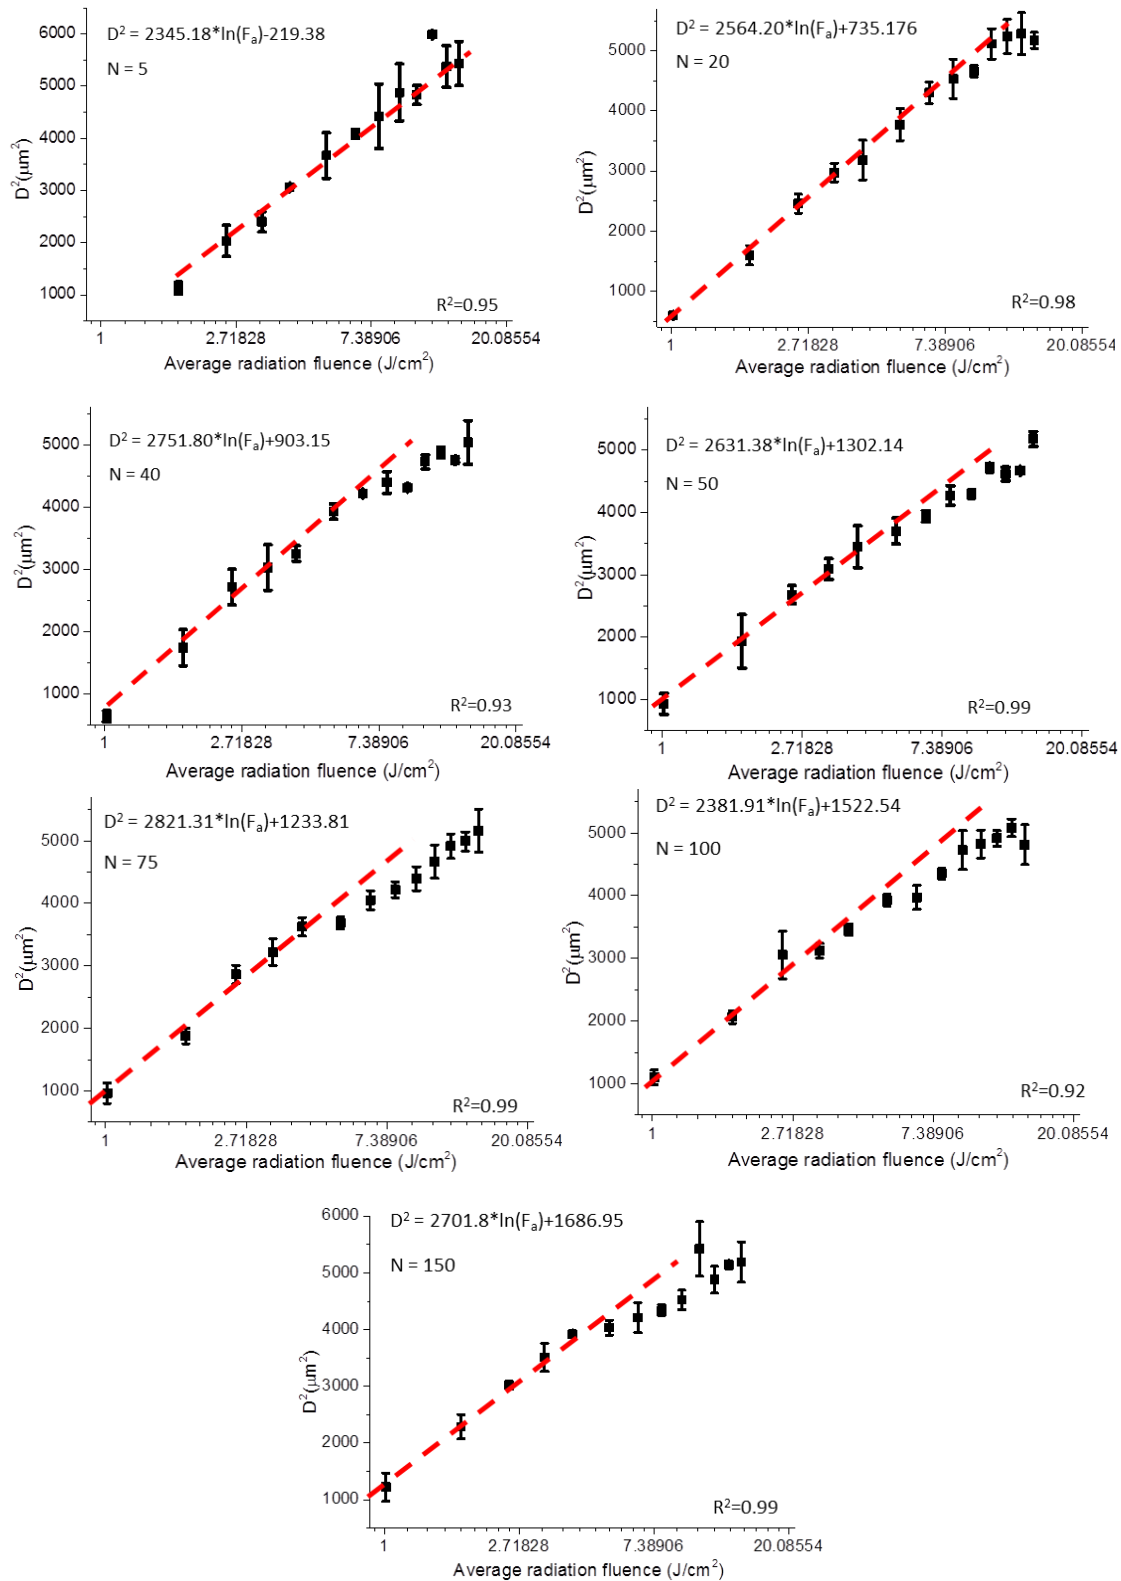 D² = 2345.18*ln(Fₐ)-219.38
N = 5
6000
5000
4000
3000
2000
1000
D²(μm²)
R²=0.95
1 2.71828 7.38906 20.08554
Average radiation fluence (J/cm²)
D² = 2564.20*ln(Fₐ)+735.176
N = 20
5000
4000
3000
2000
1000
D²(μm²)
R²=0.98
1 2.71828 7.38906 20.08554
Average radiation fluence (J/cm²)
D² = 2751.80*ln(Fₐ)+903.15
N = 40
5000
4000
3000
2000
1000
D²(μm²)
R²=0.93
1 2.71828 7.38906 20.08554
Average radiation fluence (J/cm²)
D² = 2631.38*ln(Fₐ)+1302.14
N = 50
5000
4000
3000
2000
1000
D²(μm²)
R²=0.99
1 2.71828 7.38906 20.08554
Average radiation fluence (J/cm²)
D² = 2821.31*ln(Fₐ)+1233.81
N = 75
5000
4000
3000
2000
1000
D²(μm²)
R²=0.99
1 2.71828 7.38906 20.08554
Average radiation fluence (J/cm²)
D² = 2381.91*ln(Fₐ)+1522.54
N = 100
5000
4000
3000
2000
1000
D²(μm²)
R²=0.92
1 2.71828 7.38906 20.08554
Average radiation fluence (J/cm²)
D² = 2701.8*ln(Fₐ)+1686.95
N = 150
6000
5000
4000
3000
2000
1000
D²(μm²)
R²=0.99
1 2.71828 7.38906 20.08554
Average radiation fluence (J/cm²)